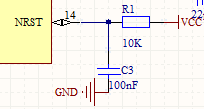 NRST 14 R1 VCC
10K
C3
GND 100nF